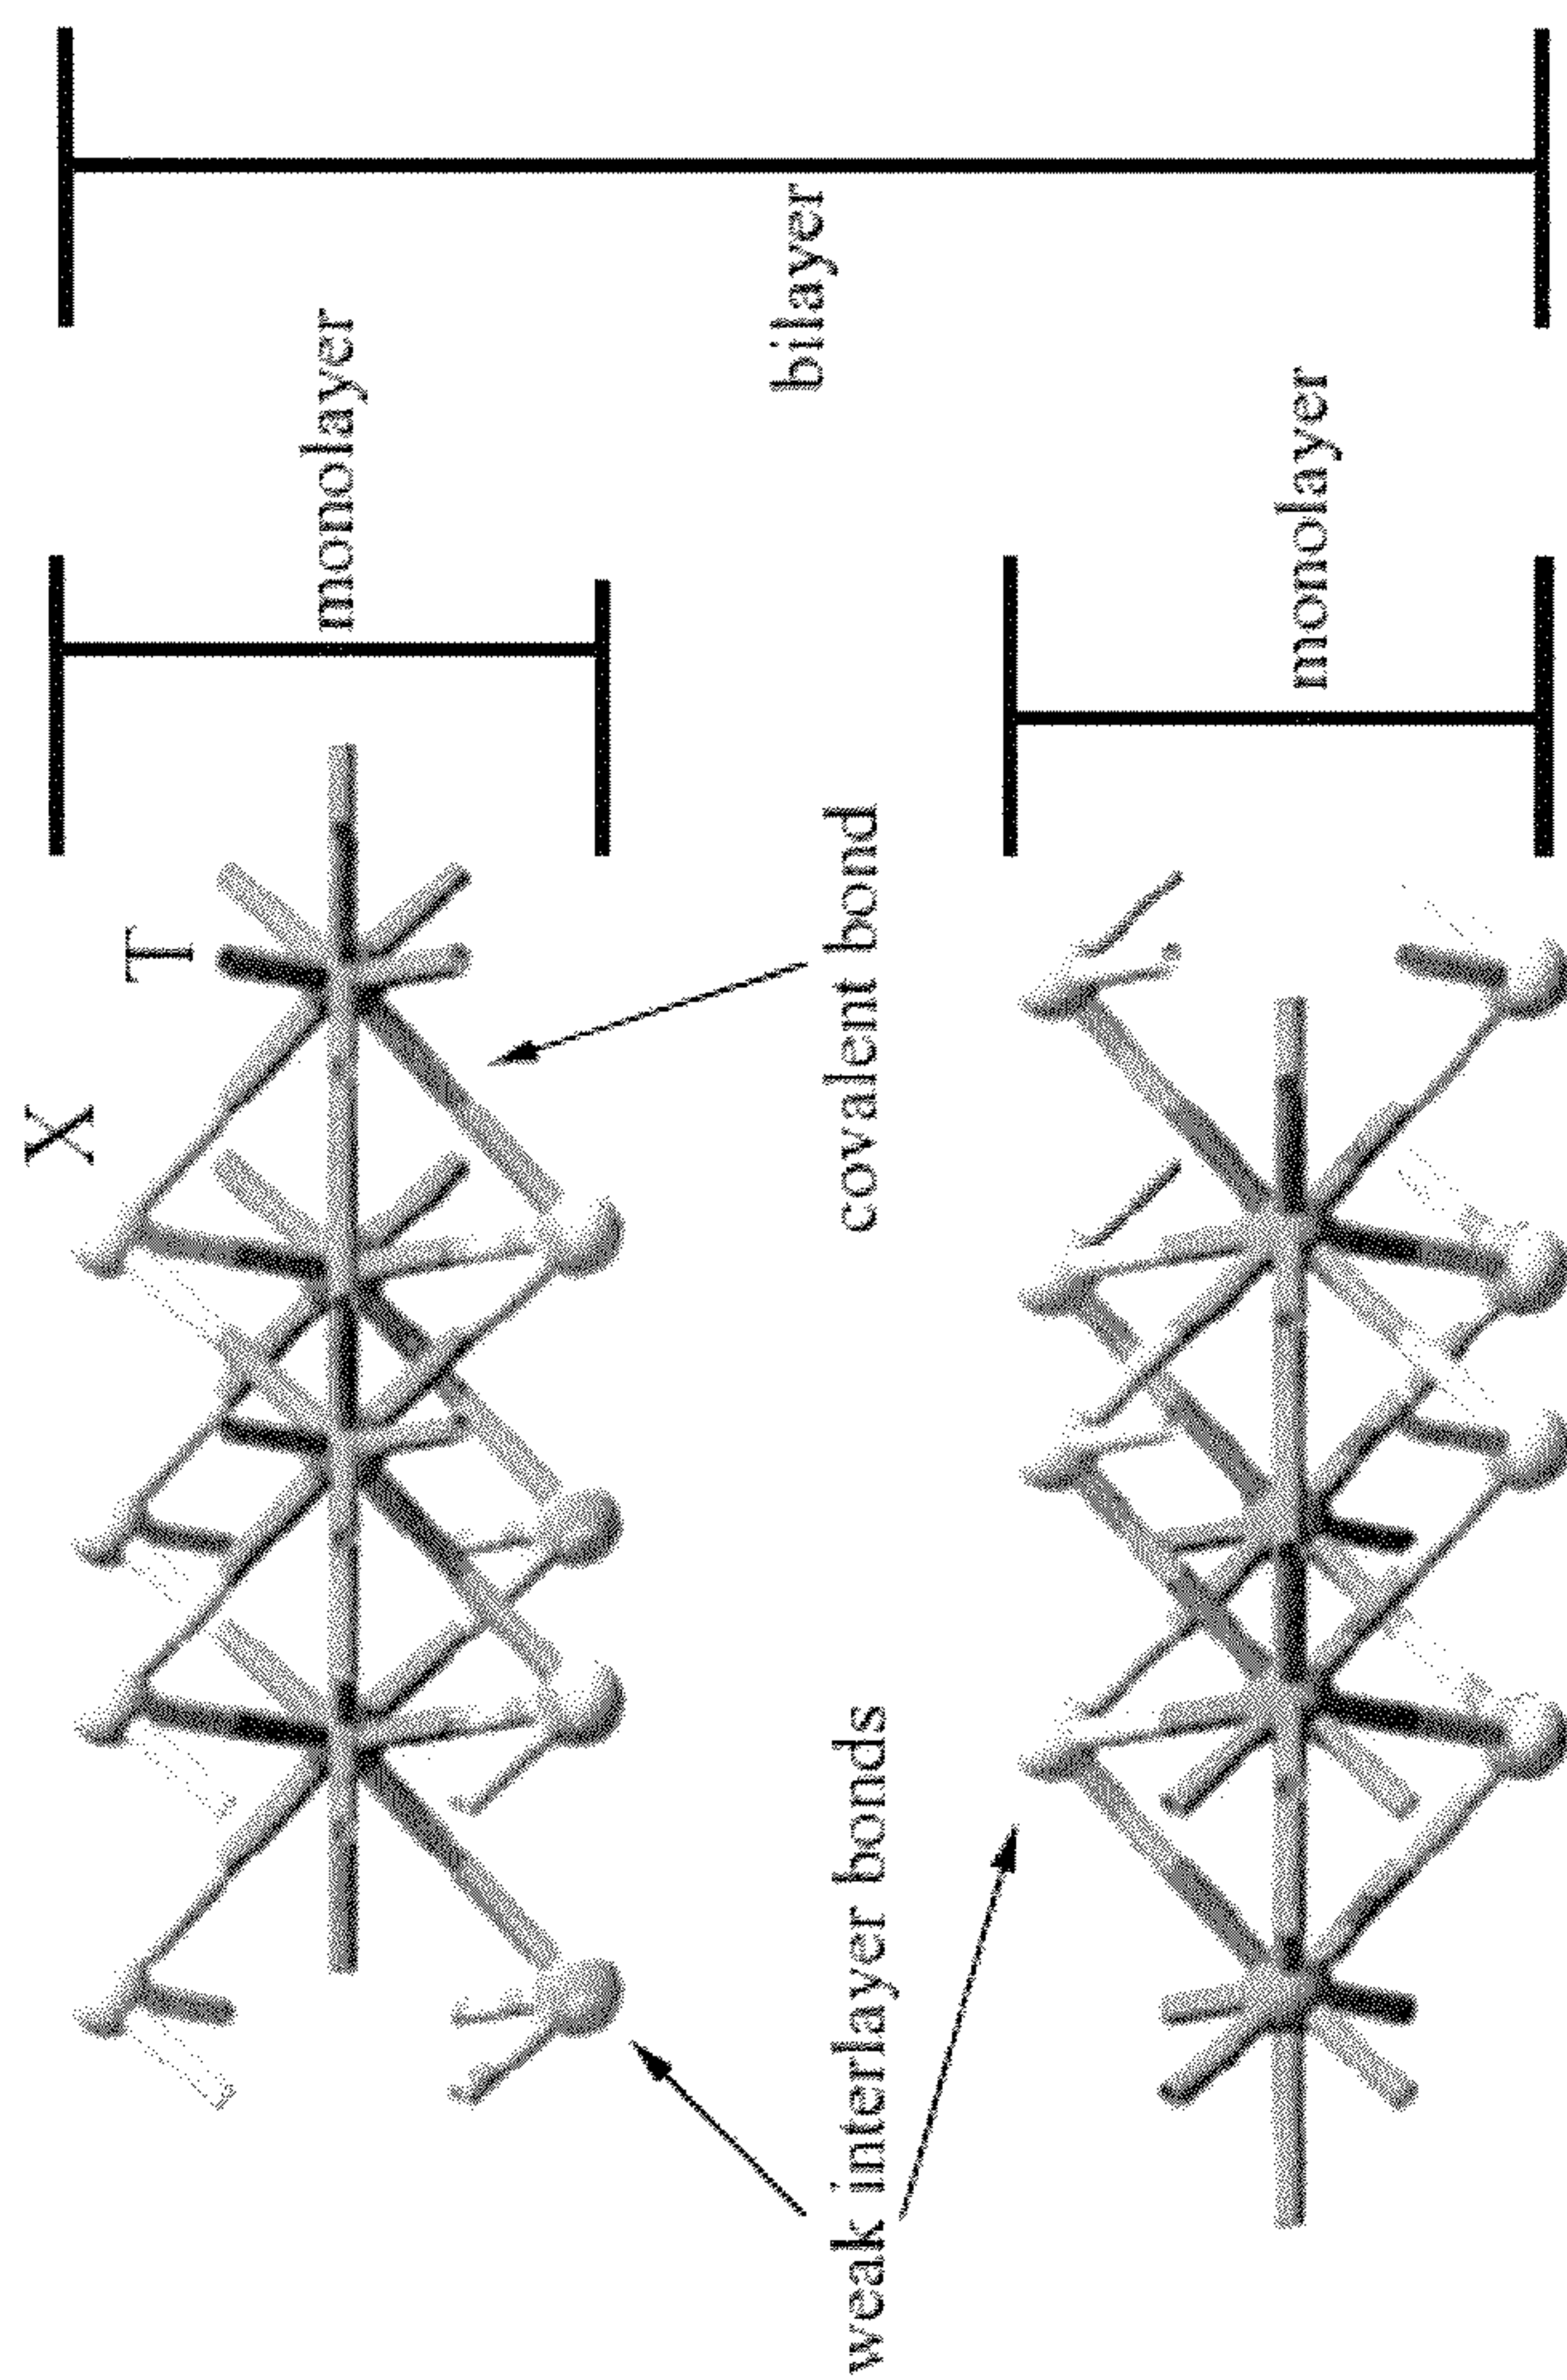 X
T
monolayer
bilayer
covalent bond
weak interlayer bonds
monolayer